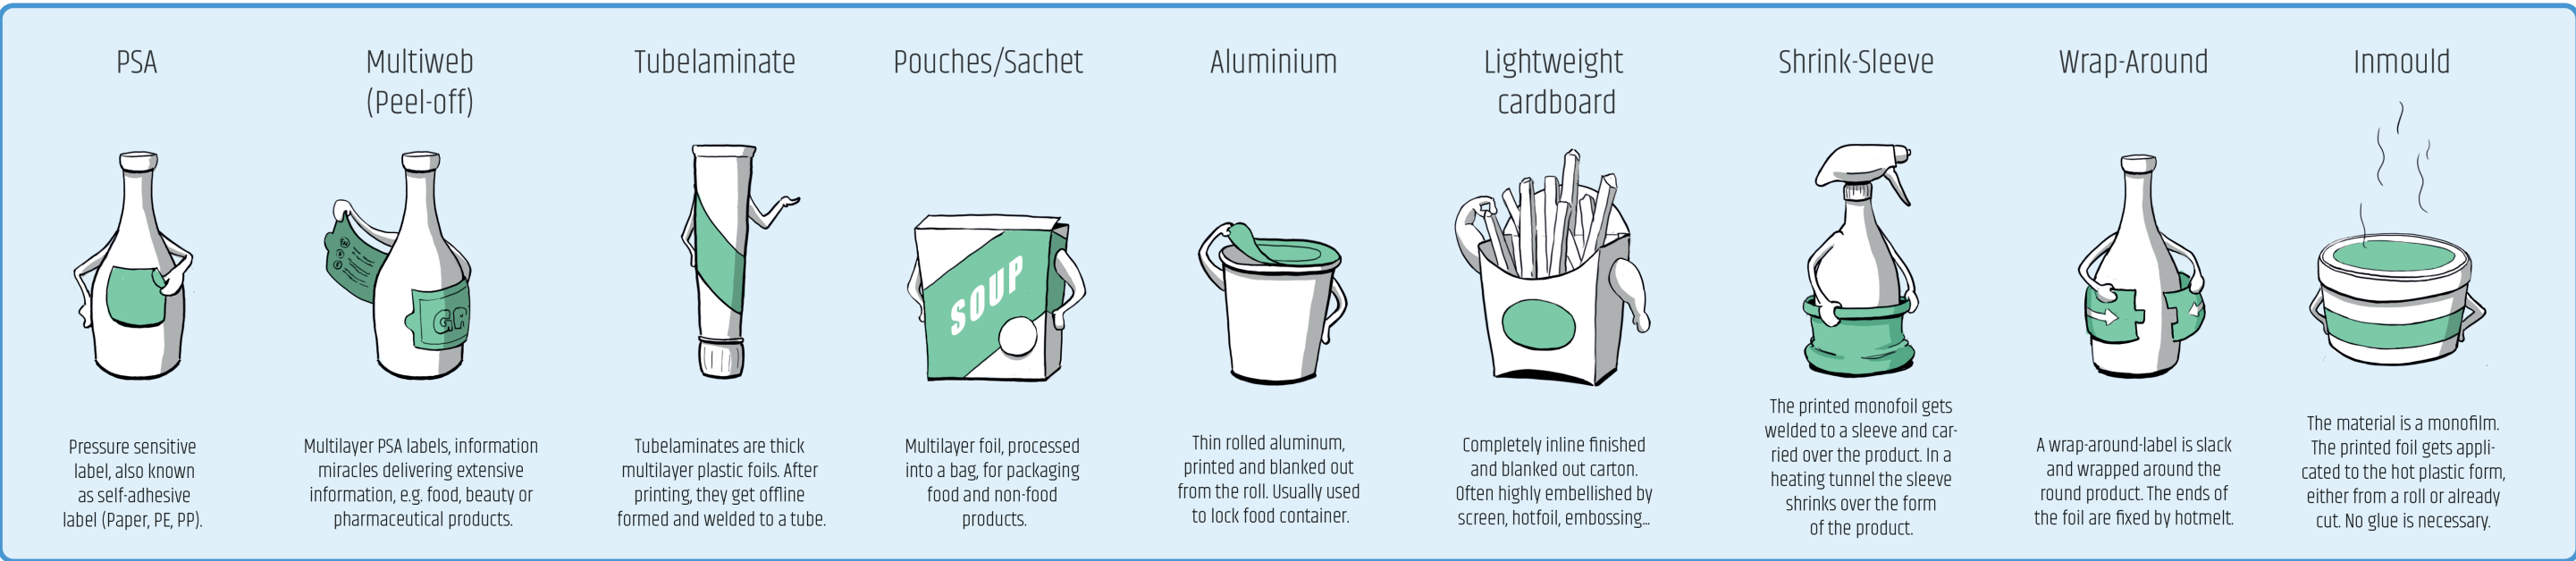 PSA
Pressure sensitive
label, also known
as self-adhesive
label (Paper, PE, PP).
Multiweb
(Peel-off)
GR
Multilayer PSA labels, information
miracles delivering extensive
information, e.g. food, beauty or
pharmaceutical products.
Tubelaminate
Tubelaminates are thick
multilayer plastic foils. After
printing, they get offline
formed and welded to a tube.
Pouches/Sachet
SOUP
Multilayer foil, processed
into a bag, for packaging
food and non-food
products.
Aluminium
Thin rolled aluminum,
printed and blanked out
from the roll. Usually used
to lock food container.
Lightweight
cardboard
Completely inline finished
and blanked out carton.
Often highly embellished by
screen, hotfoil, embossing...
Shrink-Sleeve
The printed monofoil gets
welded to a sleeve and car-
ried over the product. In a
heating tunnel the sleeve
shrinks over the form
of the product.
Wrap-Around
A wrap-around-label is slack
and wrapped around the
round product. The ends of
the foil are fixed by hotmelt.
Inmould
The material is a monofilm.
The printed foil gets appli-
cated to the hot plastic form,
either from a roll or already
cut. No glue is necessary.